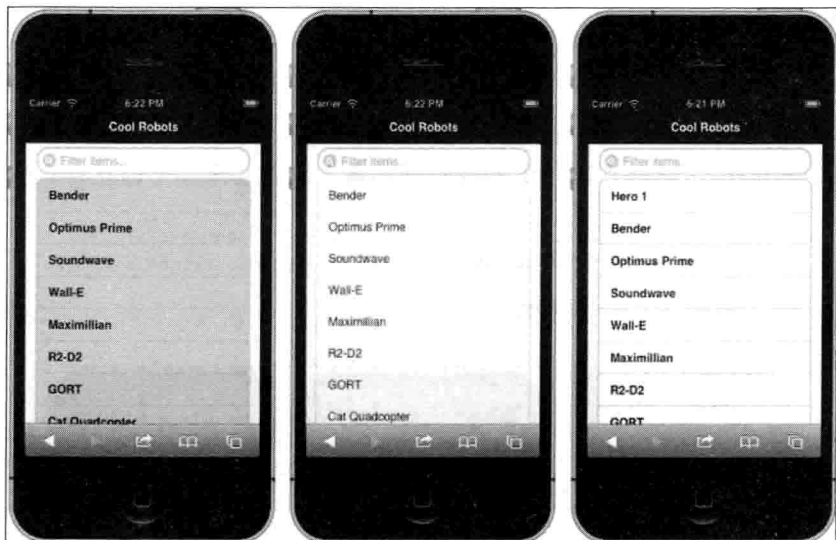 Carrier 6:22 PM
Cool Robots
Filter items...
Bender
Optimus Prime
Soundwave
Wall-E
Maximillian
R2-D2
GORT
Cat Quadcopter
Carrier 6:22 PM
Cool Robots
Filter items...
Bender
Optimus Prime
Soundwave
Wall-E
Maximillian
R2-D2
GORT
Cat Quadcopter
Carrier 6:21 PM
Cool Robots
Filter items...
Hero 1
Bender
Optimus Prime
Soundwave
Wall-E
Maximillian
R2-D2
GORT